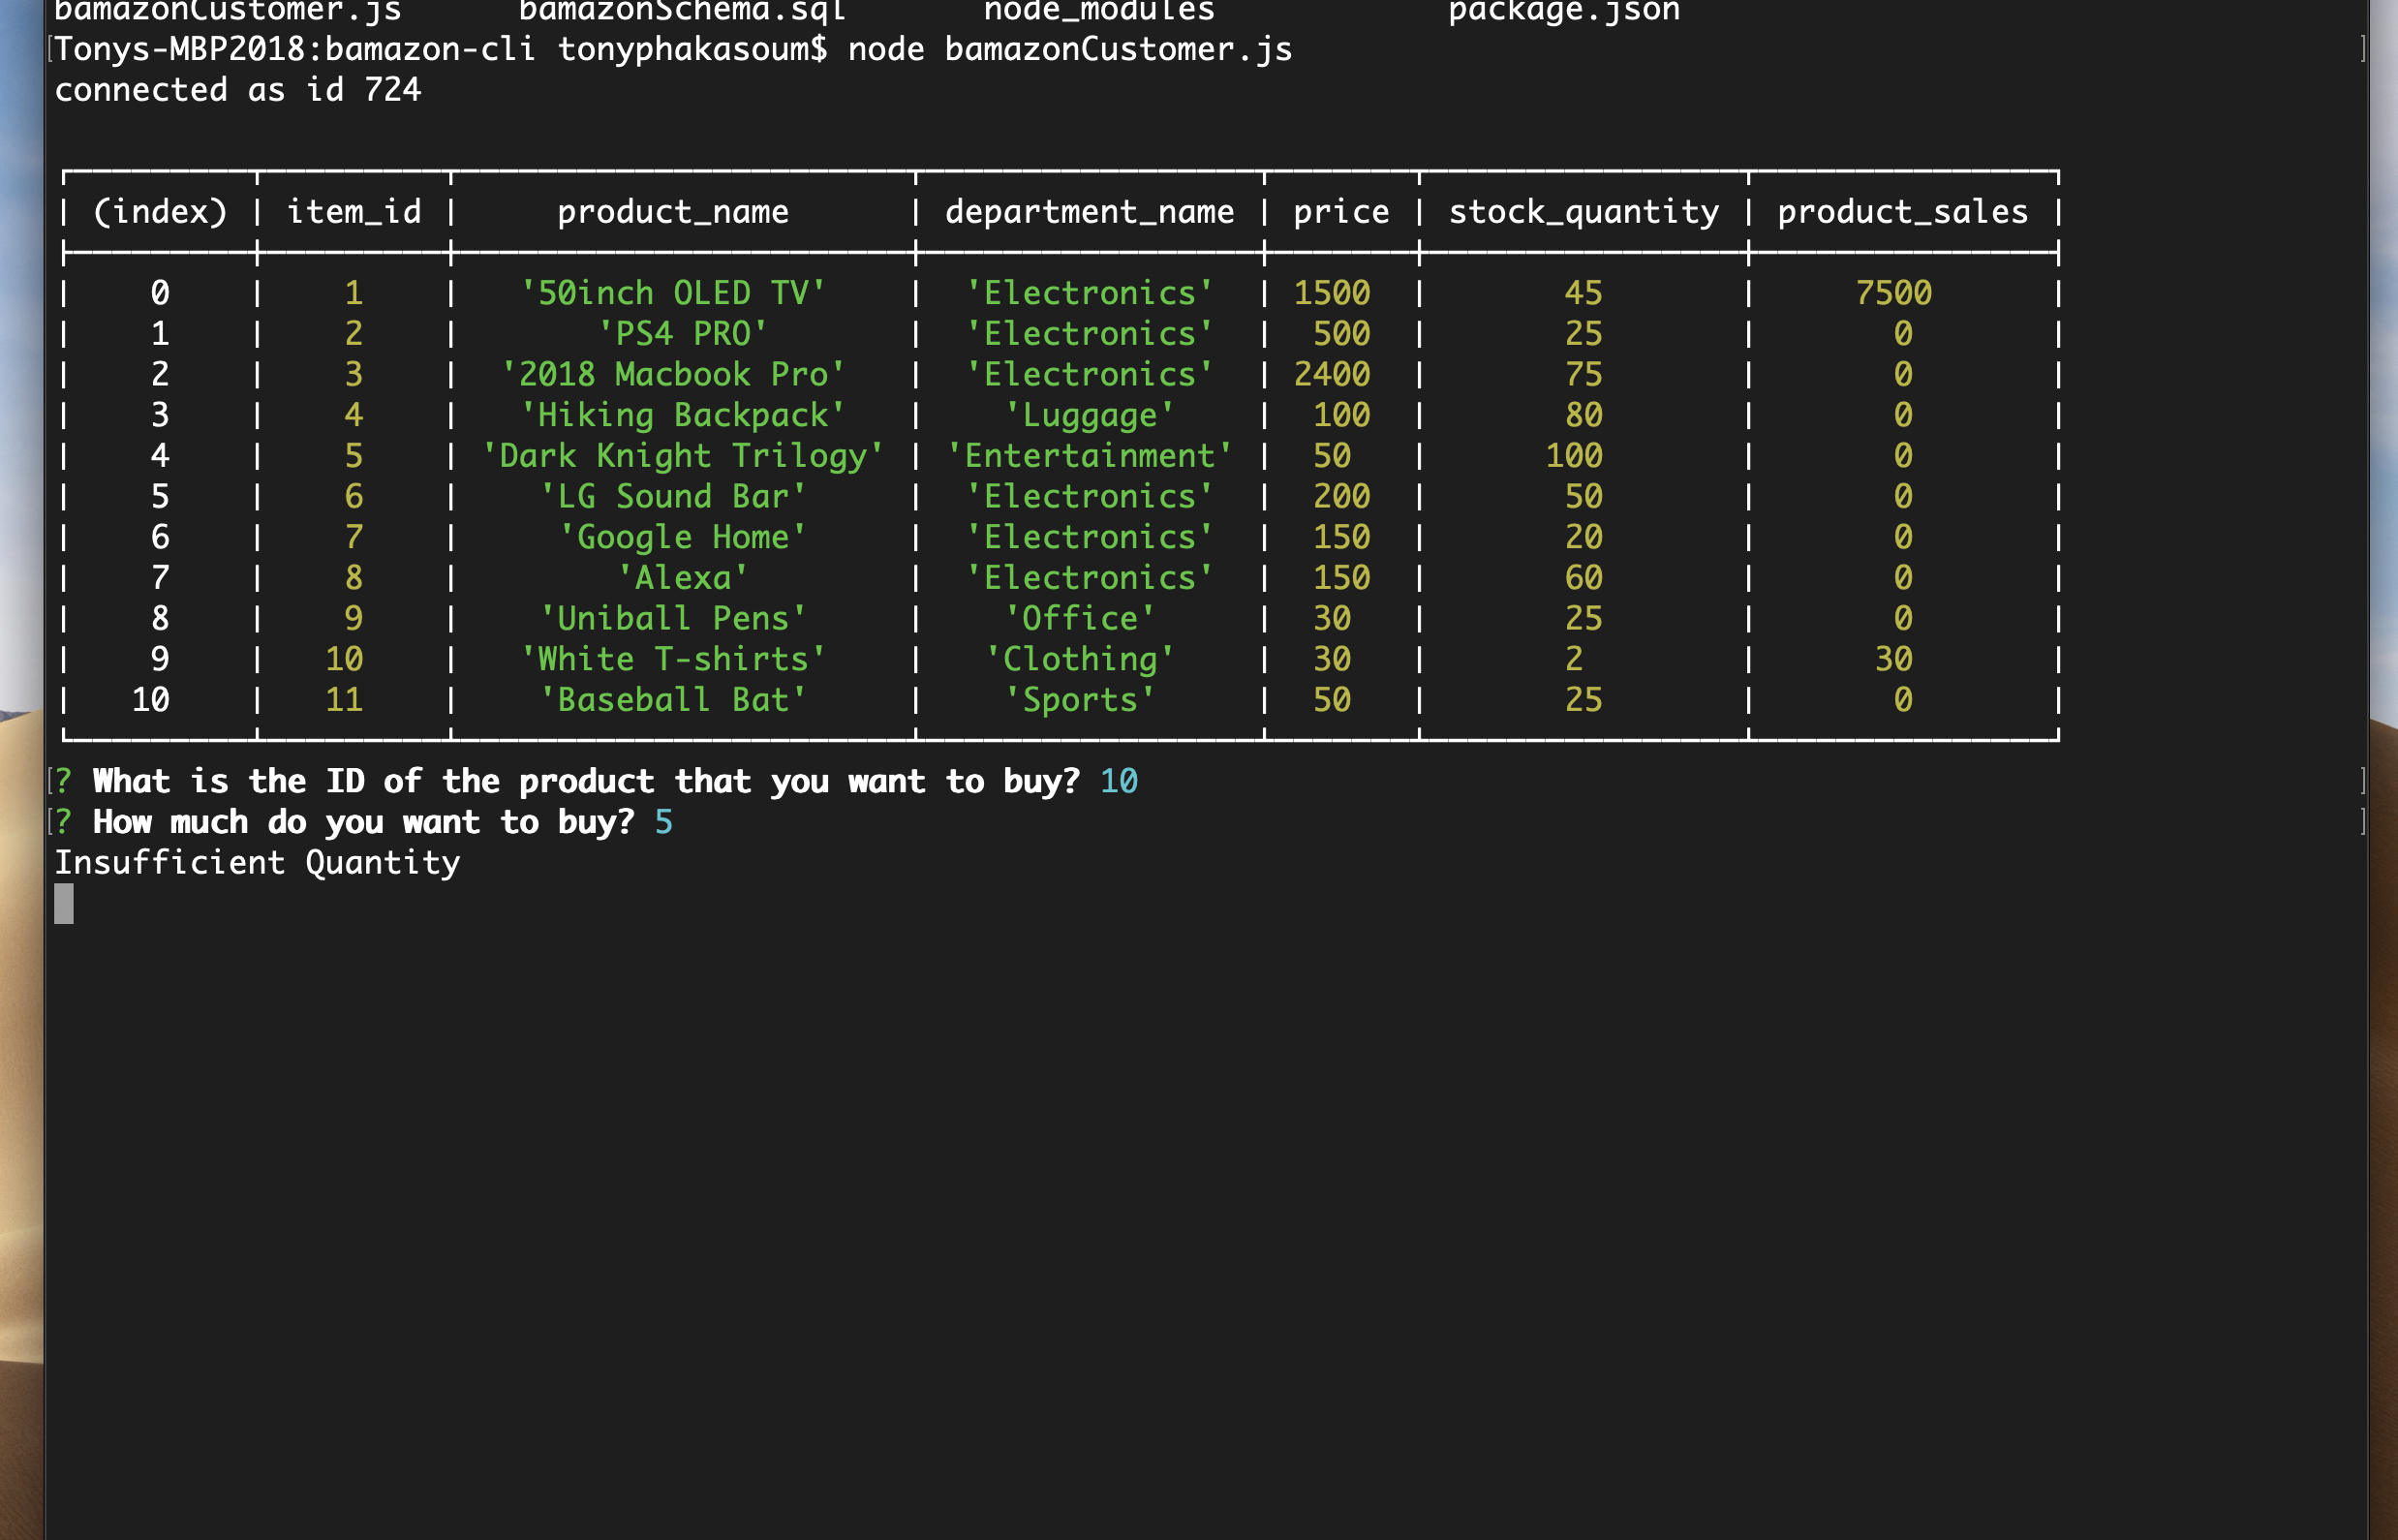 bamazonCustomer.js bamazonSchema.sql node_modules package.json
[Tonys-MBP2018:bamazon-cli tonyphakasoum$ node bamazonCustomer.js ]
connected as id 724
| (index) | item_id | product_name | department_name | price | stock_quantity | product_sales |
| 0 | 1 | '50inch OLED TV' | 'Electronics' | 1500 | 45 | 7500 |
| 1 | 2 | 'PS4 PRO' | 'Electronics' | 500 | 25 | 0 |
| 2 | 3 | '2018 Macbook Pro' | 'Electronics' | 2400 | 75 | 0 |
| 3 | 4 | 'Hiking Backpack' | 'Luggage' | 100 | 80 | 0 |
| 4 | 5 | 'Dark Knight Trilogy' | 'Entertainment' | 50 | 100 | 0 |
| 5 | 6 | 'LG Sound Bar' | 'Electronics' | 200 | 50 | 0 |
| 6 | 7 | 'Google Home' | 'Electronics' | 150 | 20 | 0 |
| 7 | 8 | 'Alexa' | 'Electronics' | 150 | 60 | 0 |
| 8 | 9 | 'Uniball Pens' | 'Office' | 30 | 25 | 0 |
| 9 | 10 | 'White T-shirts' | 'Clothing' | 30 | 2 | 30 |
| 10 | 11 | 'Baseball Bat' | 'Sports' | 50 | 25 | 0 |
[? What is the ID of the product that you want to buy? 10 ]
[? How much do you want to buy? 5 ]
Insufficient Quantity